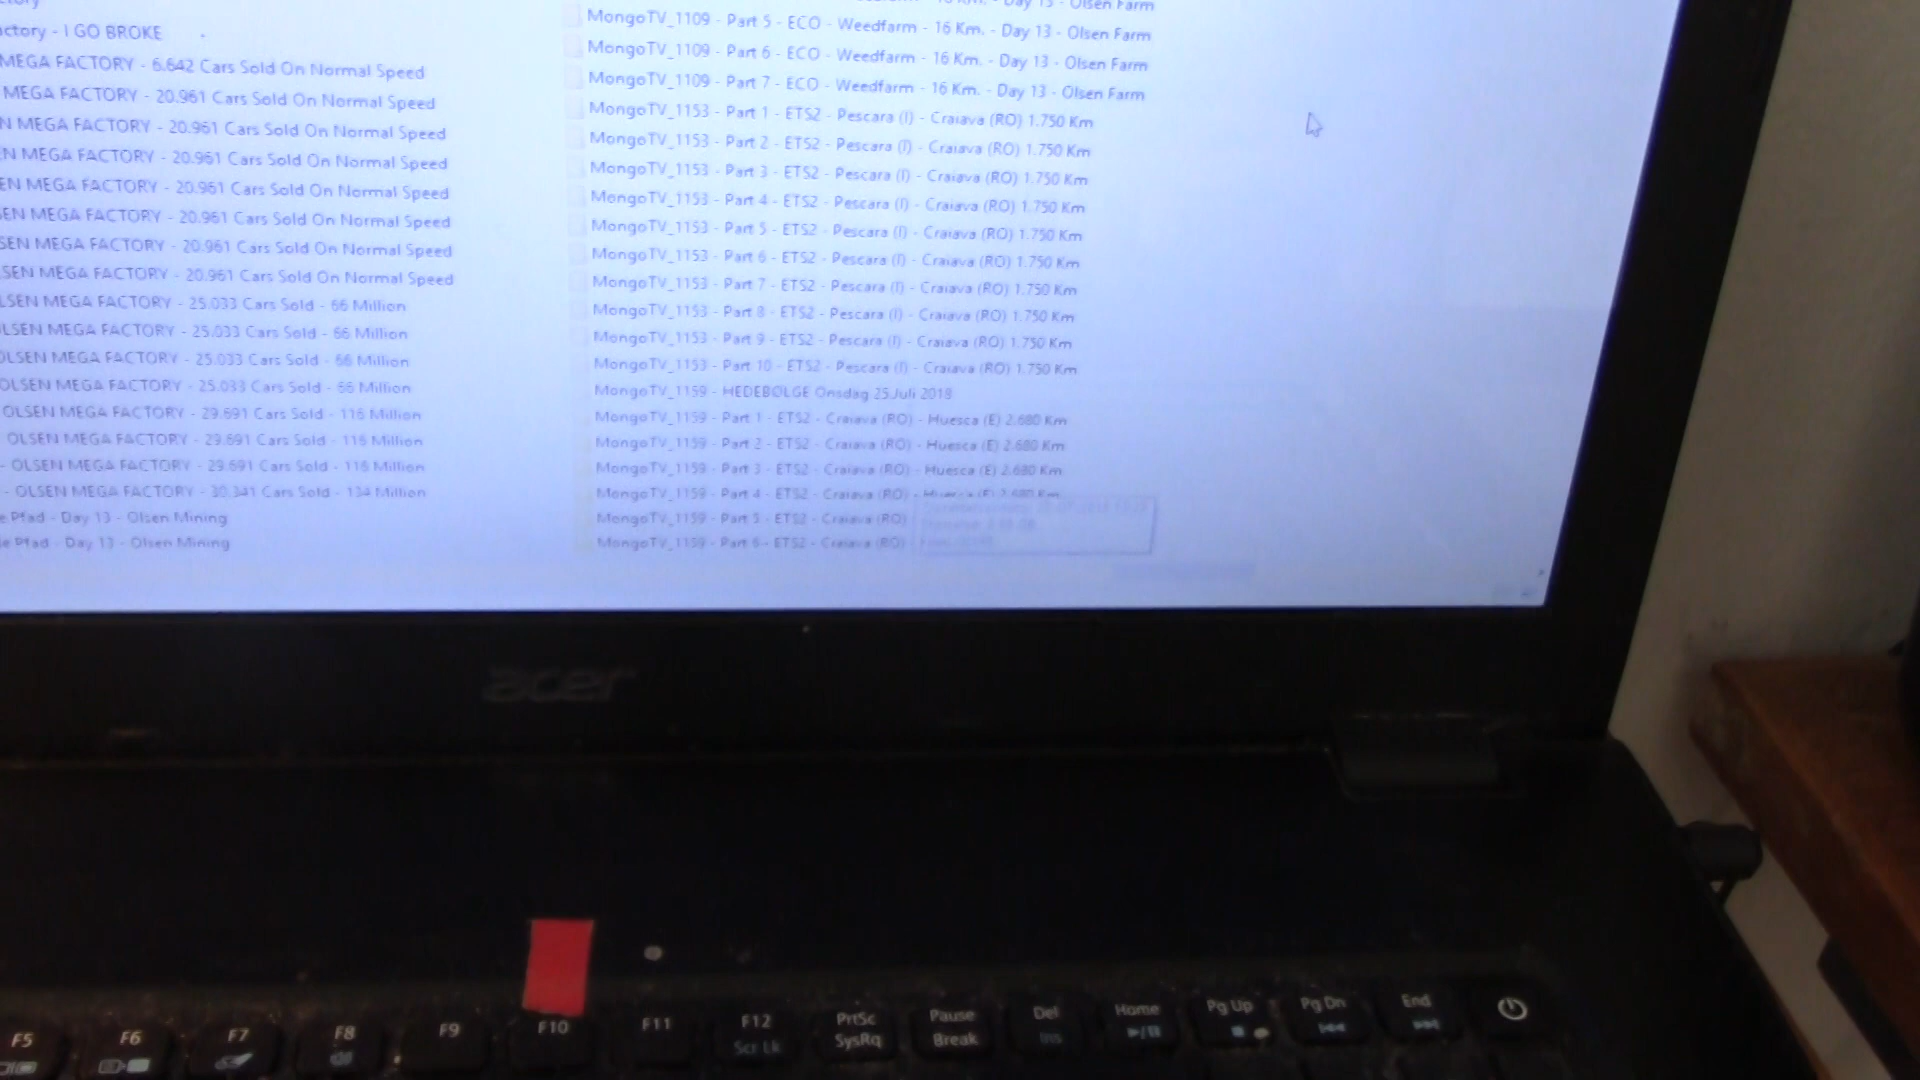 ctory - I GO BROKE
MEGA FACTORY - 6.642 Cars Sold On Normal Speed
MEGA FACTORY - 20.961 Cars Sold On Normal Speed
N MEGA FACTORY - 20.961 Cars Sold On Normal Speed
EN MEGA FACTORY - 20.961 Cars Sold On Normal Speed
EN MEGA FACTORY - 20.961 Cars Sold On Normal Speed
SEN MEGA FACTORY - 20.961 Cars Sold On Normal Speed
SEN MEGA FACTORY - 20.961 Cars Sold On Normal Speed
LSEN MEGA FACTORY - 20.961 Cars Sold On Normal Speed
LSEN MEGA FACTORY - 25.033 Cars Sold - 66 Million
OLSEN MEGA FACTORY - 25.033 Cars Sold - 66 Million
OLSEN MEGA FACTORY - 25.033 Cars Sold - 66 Million
OLSEN MEGA FACTORY - 25.033 Cars Sold - 66 Million
OLSEN MEGA FACTORY - 29.691 Cars Sold - 116 Million
OLSEN MEGA FACTORY - 29.691 Cars Sold - 116 Million
- OLSEN MEGA FACTORY - 29.691 Cars Sold - 116 Million
- OLSEN MEGA FACTORY - 30.341 Cars Sold - 134 Million
e Pfad - Day 13 - Olsen Mining
e Pfad - Day 13 - Olsen Mining
- 16 Km. - Day 13 - Olsen Farm
MongoTV_1109 - Part 5 - ECO - Weedfarm - 16 Km. - Day 13 - Olsen Farm
MongoTV_1109 - Part 6 - ECO - Weedfarm - 16 Km. - Day 13 - Olsen Farm
MongoTV_1109 - Part 7 - ECO - Weedfarm - 16 Km. - Day 13 - Olsen Farm
MongoTV_1153 - Part 1 - ETS2 - Pescara (I) - Craiava (RO) 1.750 Km
MongoTV_1153 - Part 2 - ETS2 - Pescara (I) - Craiava (RO) 1.750 Km
MongoTV_1153 - Part 3 - ETS2 - Pescara (I) - Craiava (RO) 1.750 Km
MongoTV_1153 - Part 4 - ETS2 - Pescara (I) - Craiava (RO) 1.750 Km
MongoTV_1153 - Part 5 - ETS2 - Pescara (I) - Craiava (RO) 1.750 Km
MongoTV_1153 - Part 6 - ETS2 - Pescara (I) - Craiava (RO) 1.750 Km
MongoTV_1153 - Part 7 - ETS2 - Pescara (I) - Craiava (RO) 1.750 Km
MongoTV_1153 - Part 8 - ETS2 - Pescara (I) - Craiava (RO) 1.750 Km
MongoTV_1153 - Part 9 - ETS2 - Pescara (I) - Craiava (RO) 1.750 Km
MongoTV_1153 - Part 10 - ETS2 - Pescara (I) - Craiava (RO) 1.750 Km
MongoTV_1159 - HEDEBØLGE Onsdag 25 Juli 2018
MongoTV_1159 - Part 1 - ETS2 - Craiava (RO) - Huesca (E) 2.680 Km
MongoTV_1159 - Part 2 - ETS2 - Craiava (RO) - Huesca (E) 2.680 Km
MongoTV_1159 - Part 3 - ETS2 - Craiava (RO) - Huesca (E) 2.680 Km
MongoTV_1159 - Part 4 - ETS2 - Craiava (RO) - Huesca (E) 2.680 Km
MongoTV_1159 - Part 5 - ETS2 - Craiava (RO)
MongoTV_1159 - Part 6 - ETS2 - Craiava (RO)
acer
F5 F6 F7 F8 F9 F10 F11 F12 PrtSc Pause Del Home Pg Up Pg Dn End
Scr Lk SysRq Break Ins